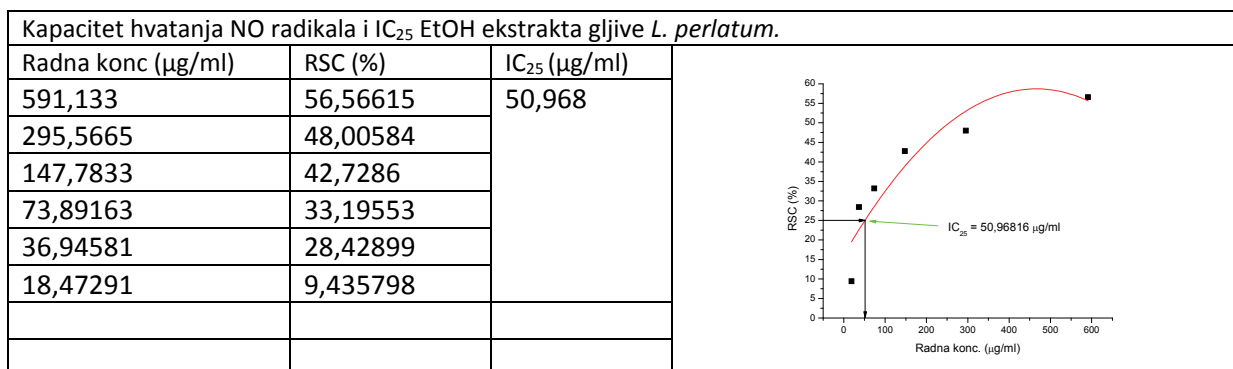 Kapacitet hvatanja NO radikala i IC₂₅ EtOH ekstrakta gljive L. perlatum.
Radna konc (µg/ml) RSC (%) IC₂₅ (µg/ml)
591,133 56,56615 50,968
295,5665 48,00584
147,7833 42,7286
73,89163 33,19553
36,94581 28,42899
18,47291 9,435798
60
55
50
45
40
35
30
25
20
15
10
5
0
RSC (%)
IC₂₅ = 50,96816 µg/ml
0 100 200 300 400 500 600
Radna konc. (µg/ml)